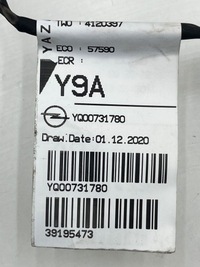 YAZ
TWO : 4120397
ECO : 57590
ECR :
Y9A
YQ00731780
Draw.Date:01.12.2020
YQ00731780
39195473